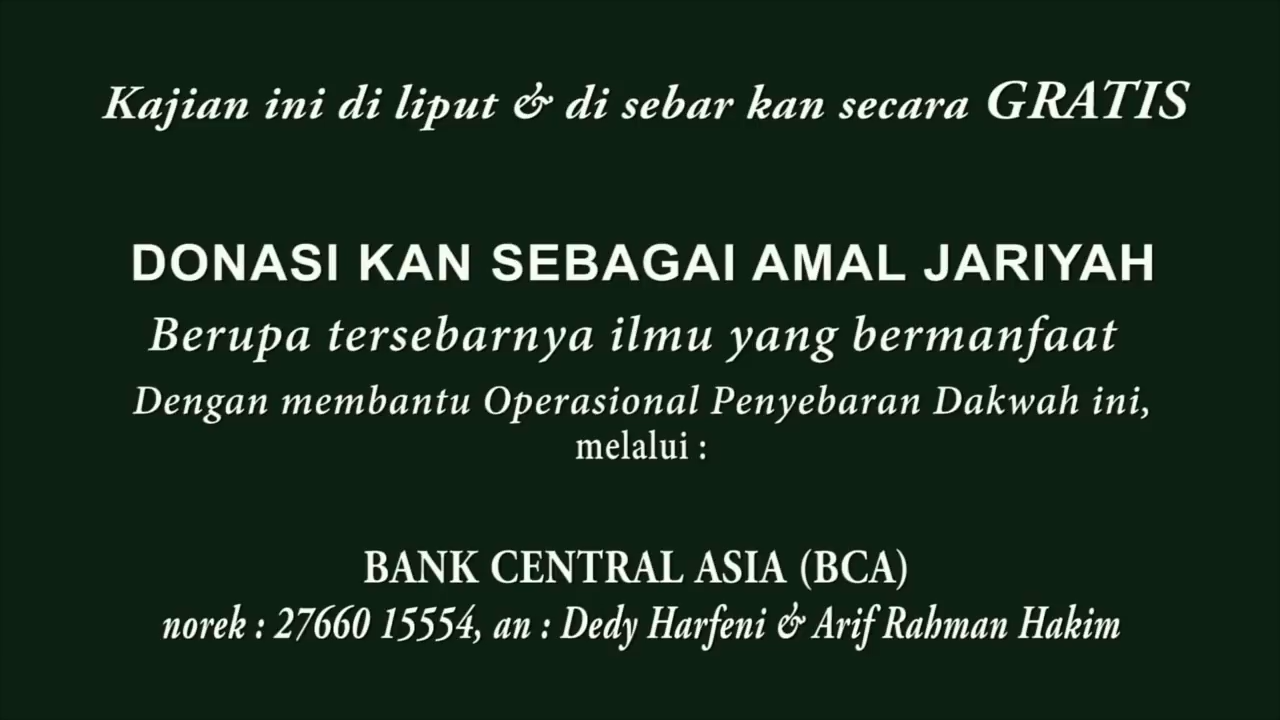 Kajian ini di liput & di sebar kan secara GRATIS
DONASI KAN SEBAGAI AMAL JARIYAH
Berupa tersebarnya ilmu yang bermanfaat
Dengan membantu Operasional Penyebaran Dakwah ini,
melalui :
BANK CENTRAL ASIA (BCA)
norek : 27660 15554, an : Dedy Harfeni & Arif Rahman Hakim